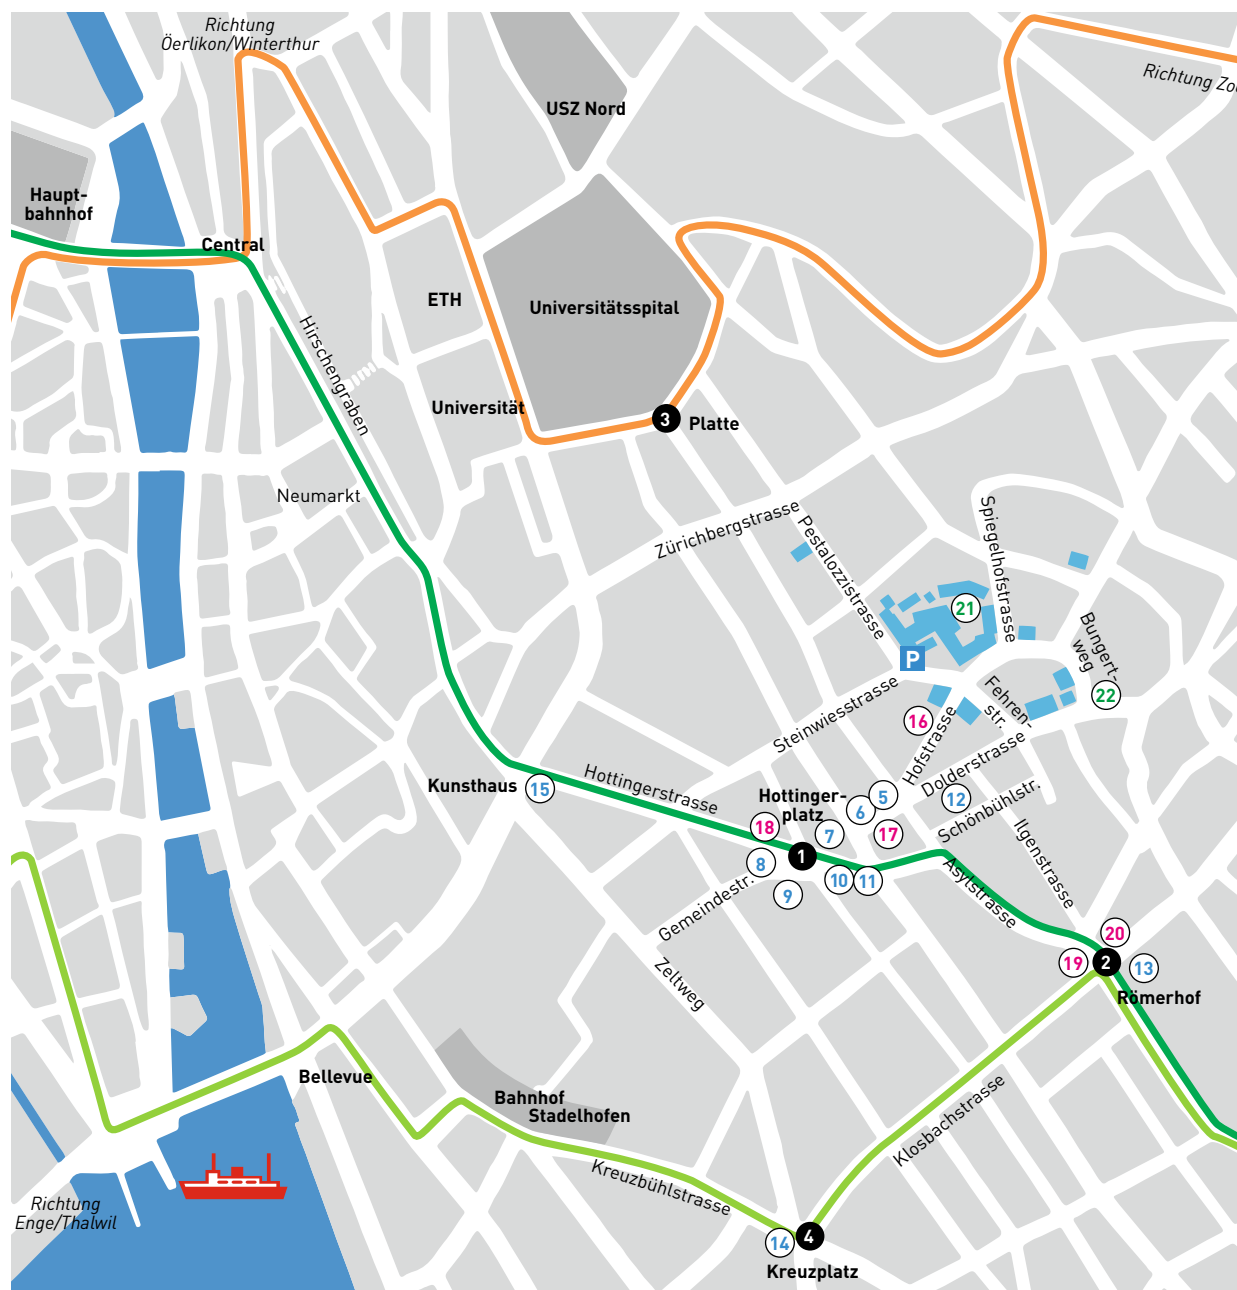 Richtung
Öerlikon/Winterthur
USZ Nord
Richtung Zoo
Haupt-
bahnhof
Central
ETH
Universitätsspital
Hirschengraben
Universität
3
Platte
Neumarkt
Zürichbergstrasse
Pestalozzistrasse
Spiegelhofstrasse
21
Bungert-
weg
P
22
Fehren-
str.
Steinwiesstrasse
16
Hofstrasse
Dolderstrasse
Kunsthaus
15
Hottingerstrasse
Hottinger-
platz
5
6
12
Schönbühlstr.
18
7
17
Ilgenstrasse
1
8
10
11
9
Gemeindestr.
Asylstrasse
Zeltweg
20
19
2
13
Römerhof
Bellevue
Bahnhof
Stadelhofen
Klosbachstrasse
Kreuzbühlstrasse
Richtung
Enge/Thalwil
14
4
Kreuzplatz